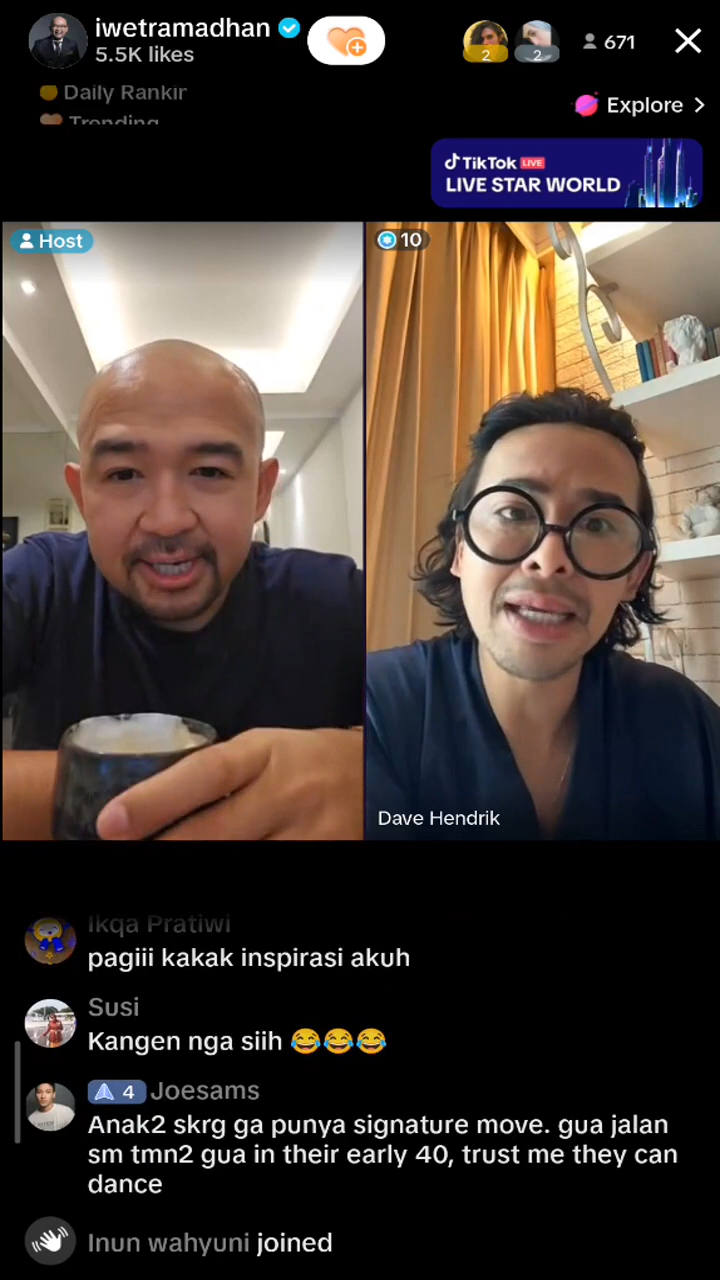 iwetramadhan
5.5K likes
2
2
671
Daily Rankin
Trending
Explore
TikTok LIVE
LIVE STAR WORLD
Host
10
Dave Hendrik
Ikqa Pratiwi
pagiii kakak inspirasi akuh
Susi
Kangen nga siih 😂😂😂
4 Joesams
Anak2 skrg ga punya signature move. gua jalan
sm tmn2 gua in their early 40, trust me they can
dance
Inun wahyuni joined